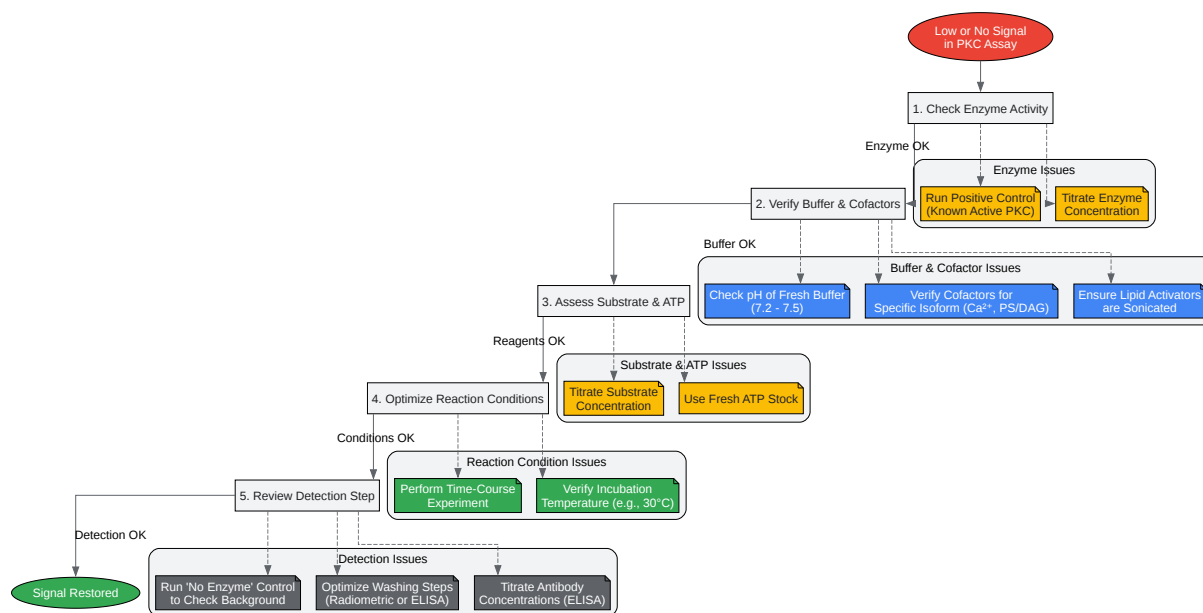 Low or No Signal
in PKC Assay
1. Check Enzyme Activity
Enzyme OK
Enzyme Issues
Run Positive Control
(Known Active PKC)
Titrate Enzyme
Concentration
2. Verify Buffer & Cofactors
Buffer OK
Buffer & Cofactor Issues
Check pH of Fresh Buffer
(7.2 - 7.5)
Verify Cofactors for
Specific Isoform (Ca²⁺, PS/DAG)
Ensure Lipid Activators
are Sonicated
3. Assess Substrate & ATP
Reagents OK
Substrate & ATP Issues
Titrate Substrate
Concentration
Use Fresh ATP Stock
4. Optimize Reaction Conditions
Conditions OK
Reaction Condition Issues
Perform Time-Course
Experiment
Verify Incubation
Temperature (e.g., 30°C)
5. Review Detection Step
Detection OK
Detection Issues
Run 'No Enzyme' Control
to Check Background
Optimize Washing Steps
(Radiometric or ELISA)
Titrate Antibody
Concentrations (ELISA)
Signal Restored